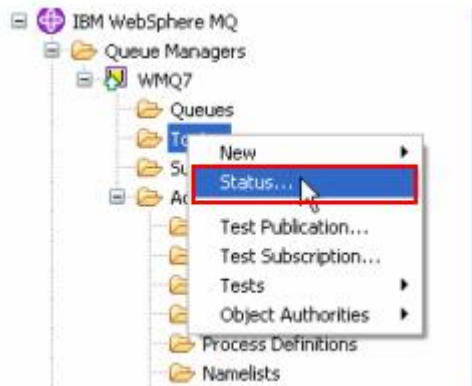 IBM WebSphere MQ
Queue Managers
WMQ7
Queues
New
Status...
Test Publication...
Test Subscription...
Tests
Object Authorities
Process Definitions
Namelists